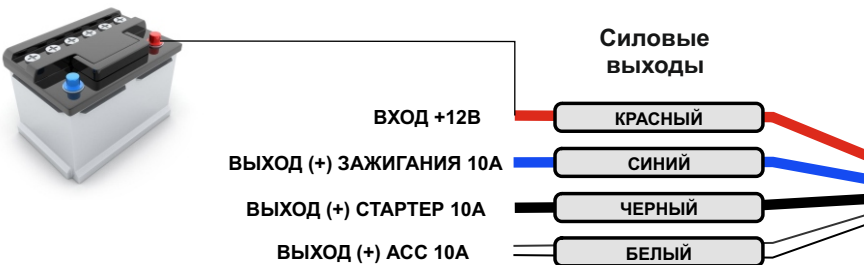 Силовые
выходы
ВХОД +12В КРАСНЫЙ
ВЫХОД (+) ЗАЖИГАНИЯ 10А СИНИЙ
ВЫХОД (+) СТАРТЕР 10А ЧЕРНЫЙ
ВЫХОД (+) АСС 10А БЕЛЫЙ